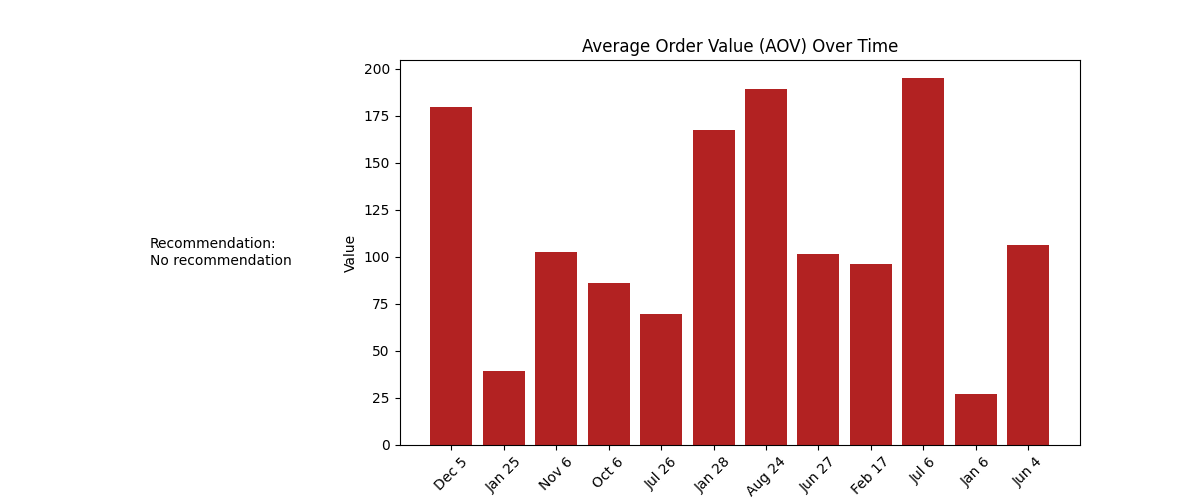 Average Order Value (AOV) Over Time
200
175
150
125
100
75
50
25
0
Value
Recommendation:
No recommendation
Dec 5
Jan 25
Nov 6
Oct 6
Jul 26
Jan 28
Aug 24
Jun 27
Feb 17
Jul 6
Jan 6
Jun 4